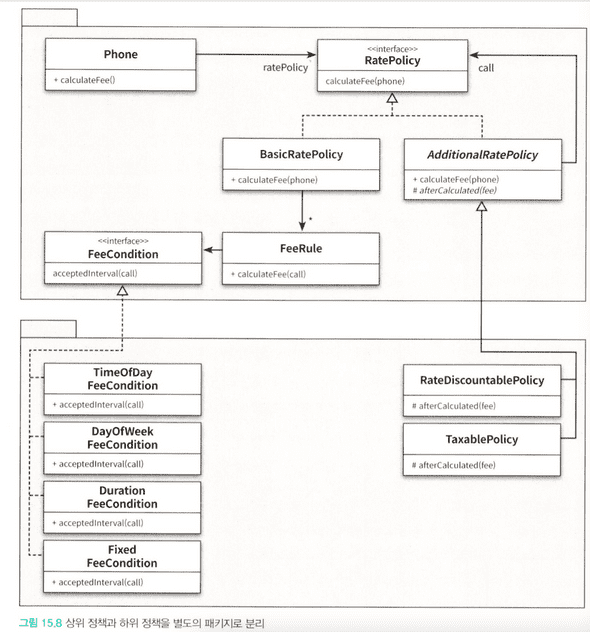 Phone
+ calculateFee()
ratePolicy
<<interface>>
RatePolicy
calculateFee(phone)
call
BasicRatePolicy
+ calculateFee(phone)
AdditionalRatePolicy
+ calculateFee(phone)
# afterCalculated(fee)
*
<<interface>>
FeeCondition
acceptedInterval(call)
FeeRule
+ calculateFee(call)
TimeOfDay
FeeCondition
+ acceptedInterval(call)
DayOfWeek
FeeCondition
+ acceptedInterval(call)
Duration
FeeCondition
+ acceptedInterval(call)
Fixed
FeeCondition
+ acceptedInterval(call)
RateDiscountablePolicy
# afterCalculated(fee)
TaxablePolicy
# afterCalculated(fee)
그림 15.8 상위 정책과 하위 정책을 별도의 패키지로 분리